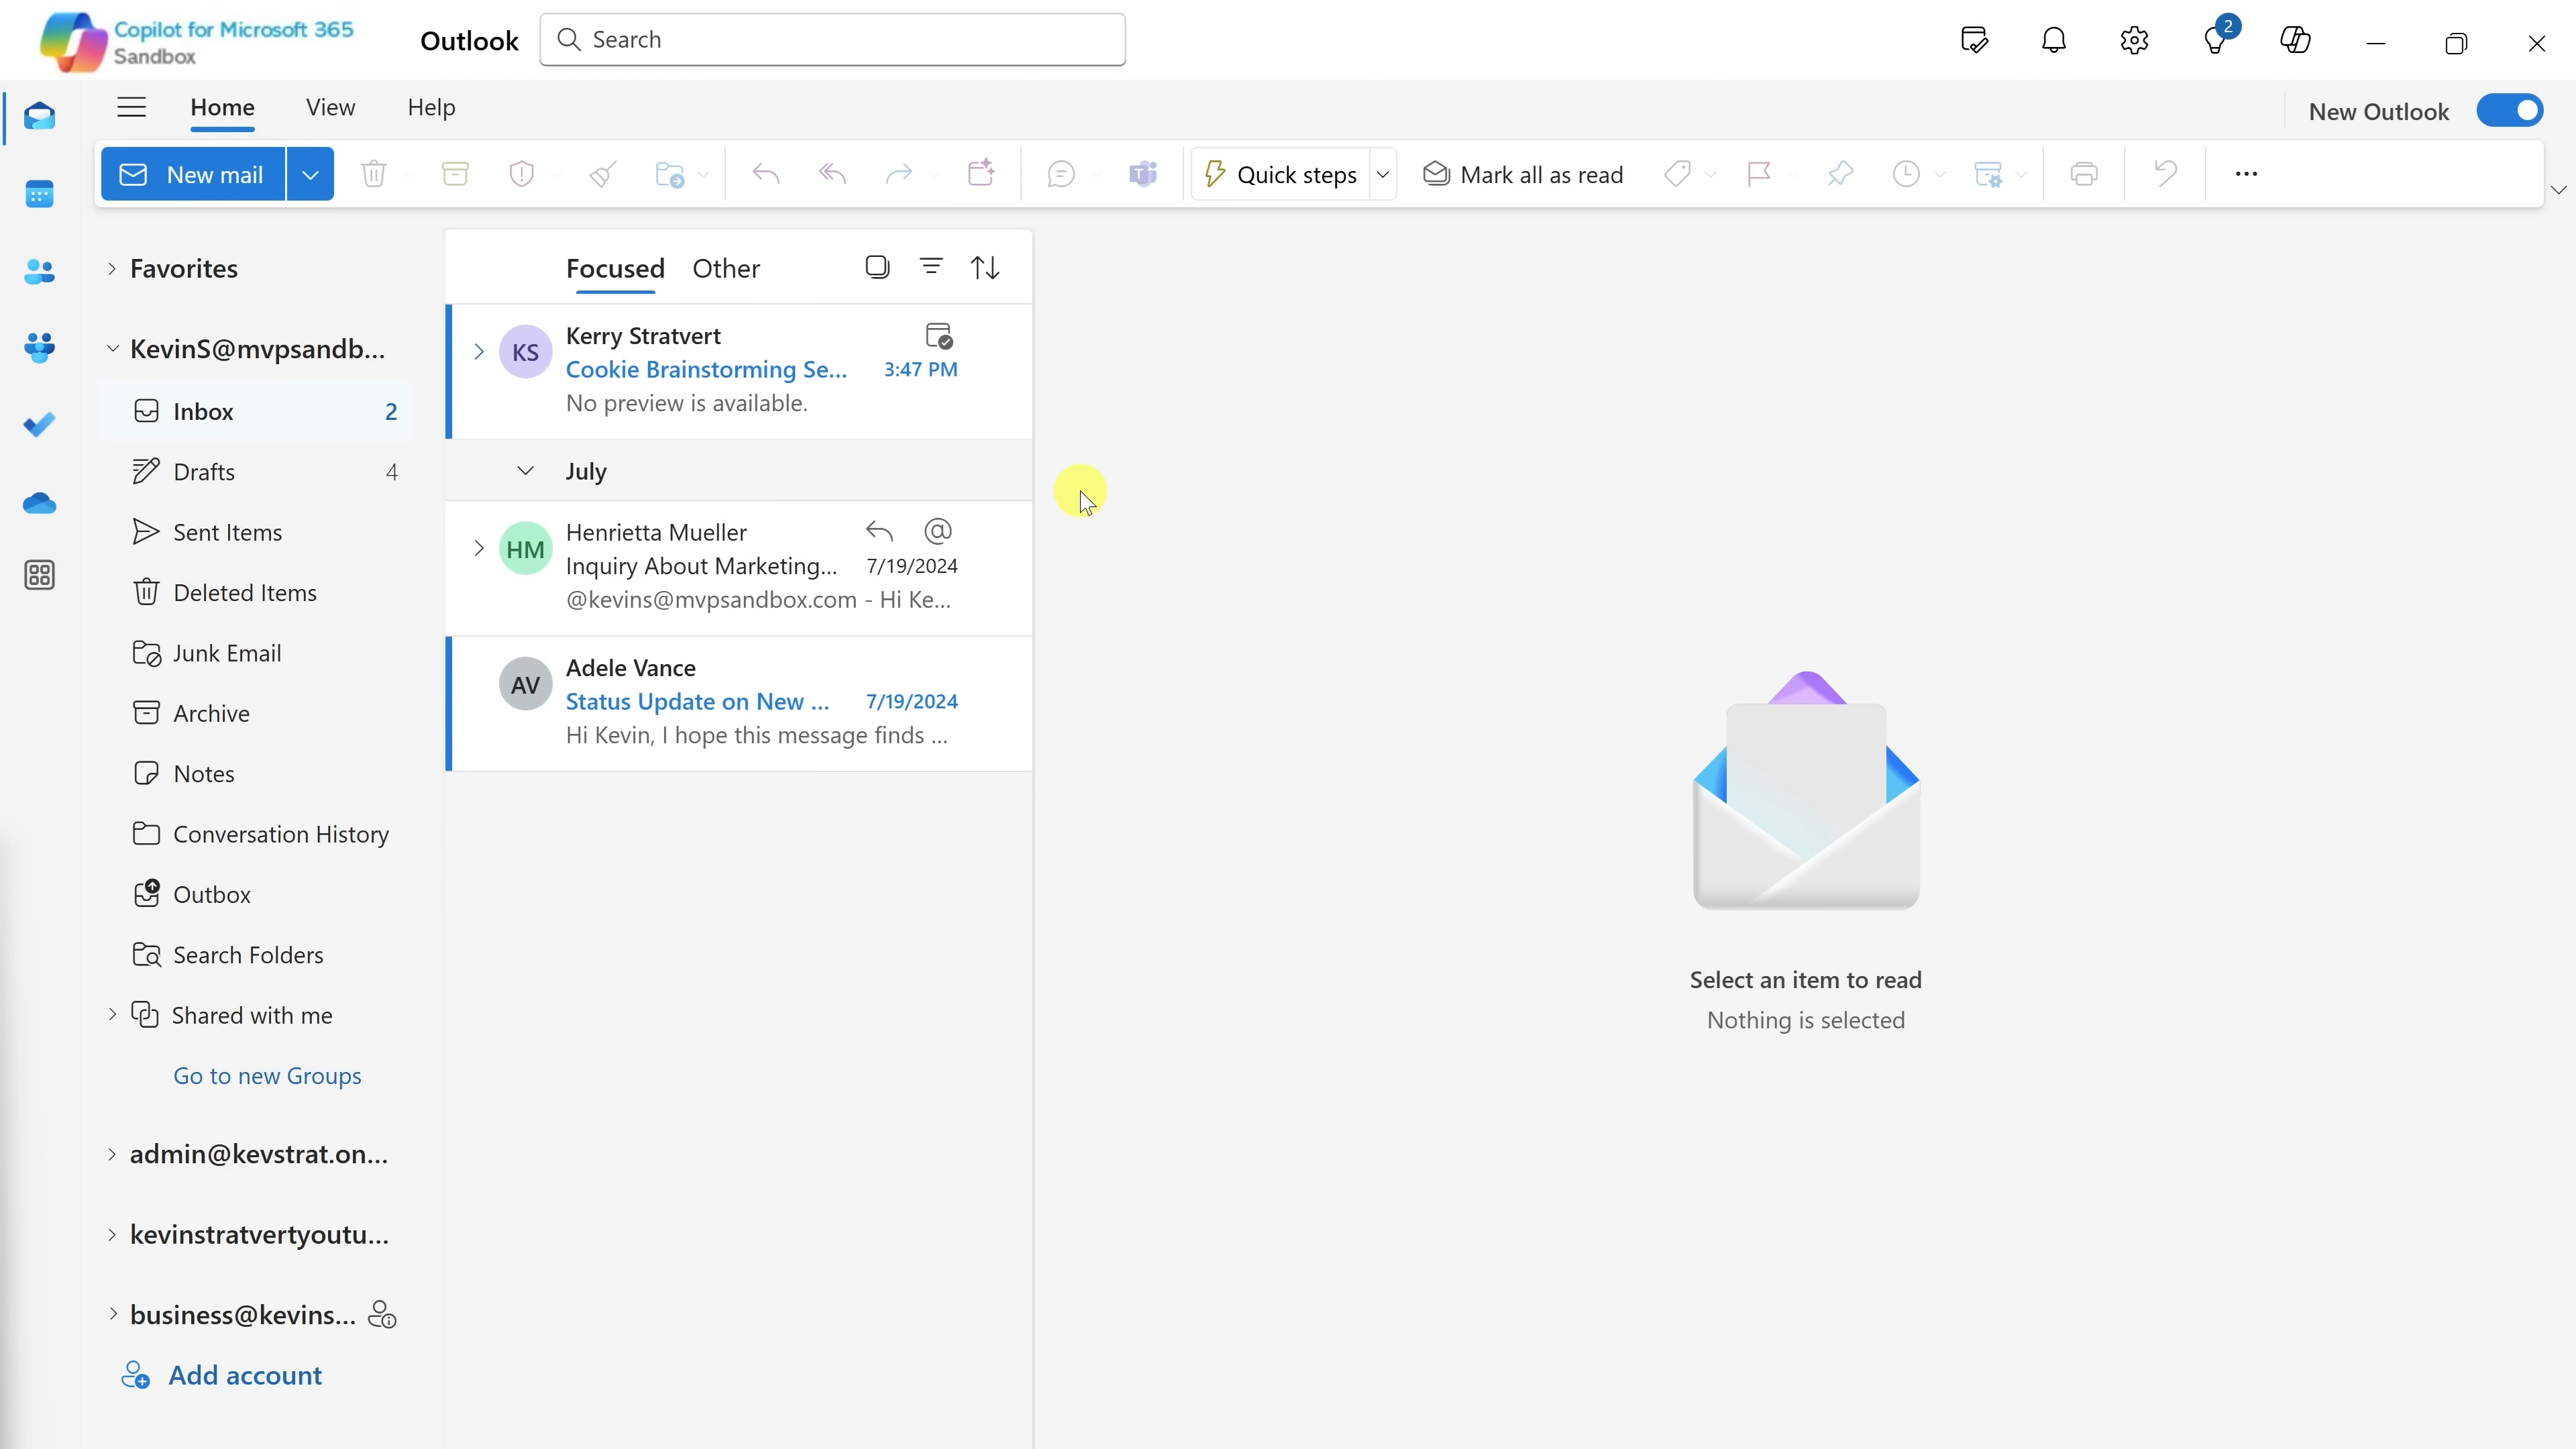 Copilot for Microsoft 365
Sandbox
Outlook
Search
2
Home
View
Help
New Outlook
New mail
Quick steps
Mark all as read
Favorites
KevinS@mvpsandb...
Inbox 2
Drafts 4
Sent Items
Deleted Items
Junk Email
Archive
Notes
Conversation History
Outbox
Search Folders
Shared with me
Go to new Groups
admin@kevstrat.on...
kevinstratvertyoutu...
business@kevins...
Add account
Focused
Other
KS
Kerry Stratvert
Cookie Brainstorming Se... 3:47 PM
No preview is available.
July
HM
Henrietta Mueller
Inquiry About Marketing... 7/19/2024
@kevins@mvpsandbox.com - Hi Ke...
AV
Adele Vance
Status Update on New ... 7/19/2024
Hi Kevin, I hope this message finds ...
Select an item to read
Nothing is selected